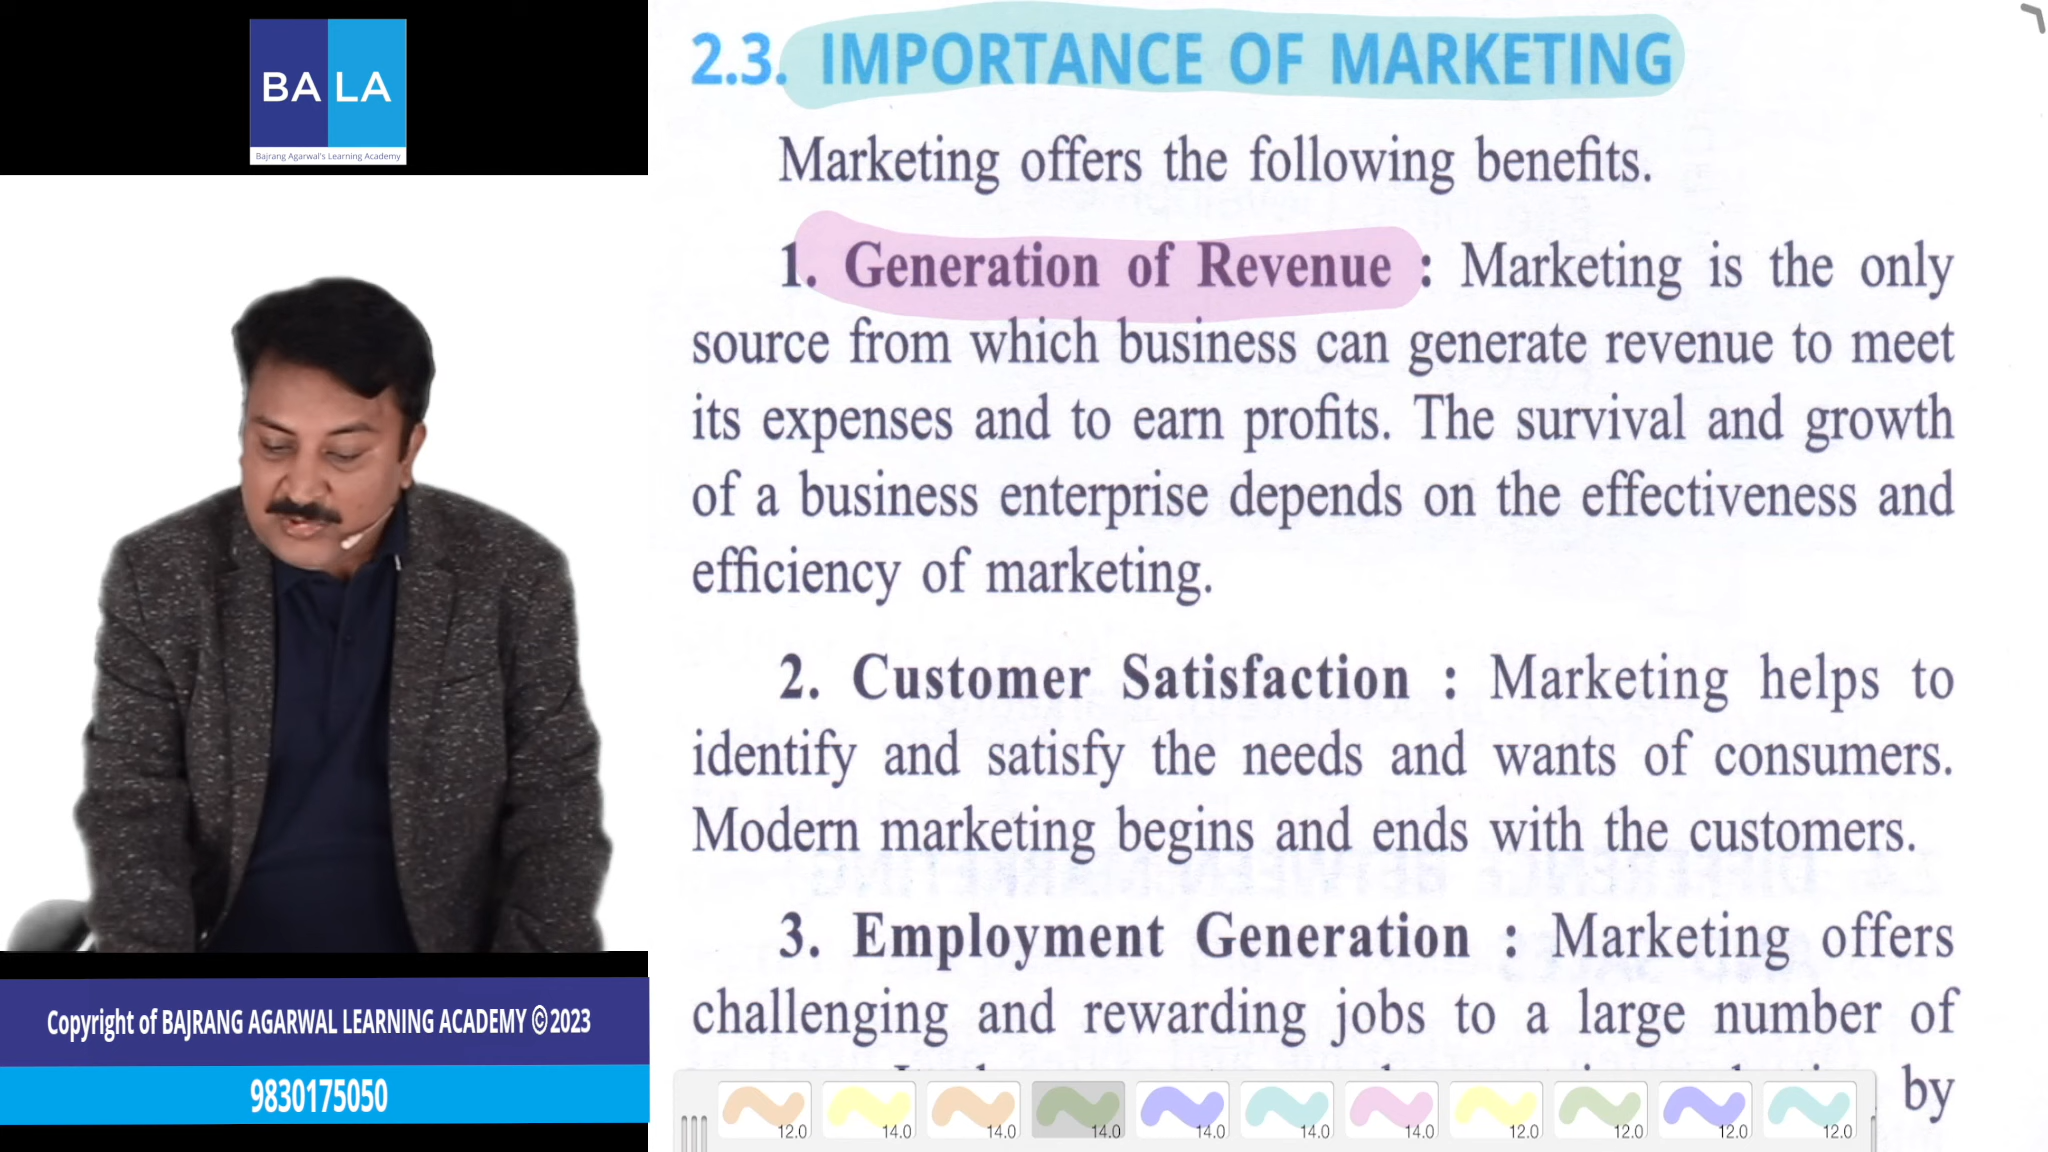 BA LA
Bajrang Agarwal's Learning Academy
Copyright of BAJRANG AGARWAL LEARNING ACADEMY ©2023
9830175050
2.3. IMPORTANCE OF MARKETING
Marketing offers the following benefits.
1. Generation of Revenue : Marketing is the only
source from which business can generate revenue to meet
its expenses and to earn profits. The survival and growth
of a business enterprise depends on the effectiveness and
efficiency of marketing.
2. Customer Satisfaction : Marketing helps to
identify and satisfy the needs and wants of consumers.
Modern marketing begins and ends with the customers.
3. Employment Generation : Marketing offers
challenging and rewarding jobs to a large number of
by
12.0 14.0 14.0 14.0 14.0 14.0 14.0 12.0 12.0 12.0 12.0